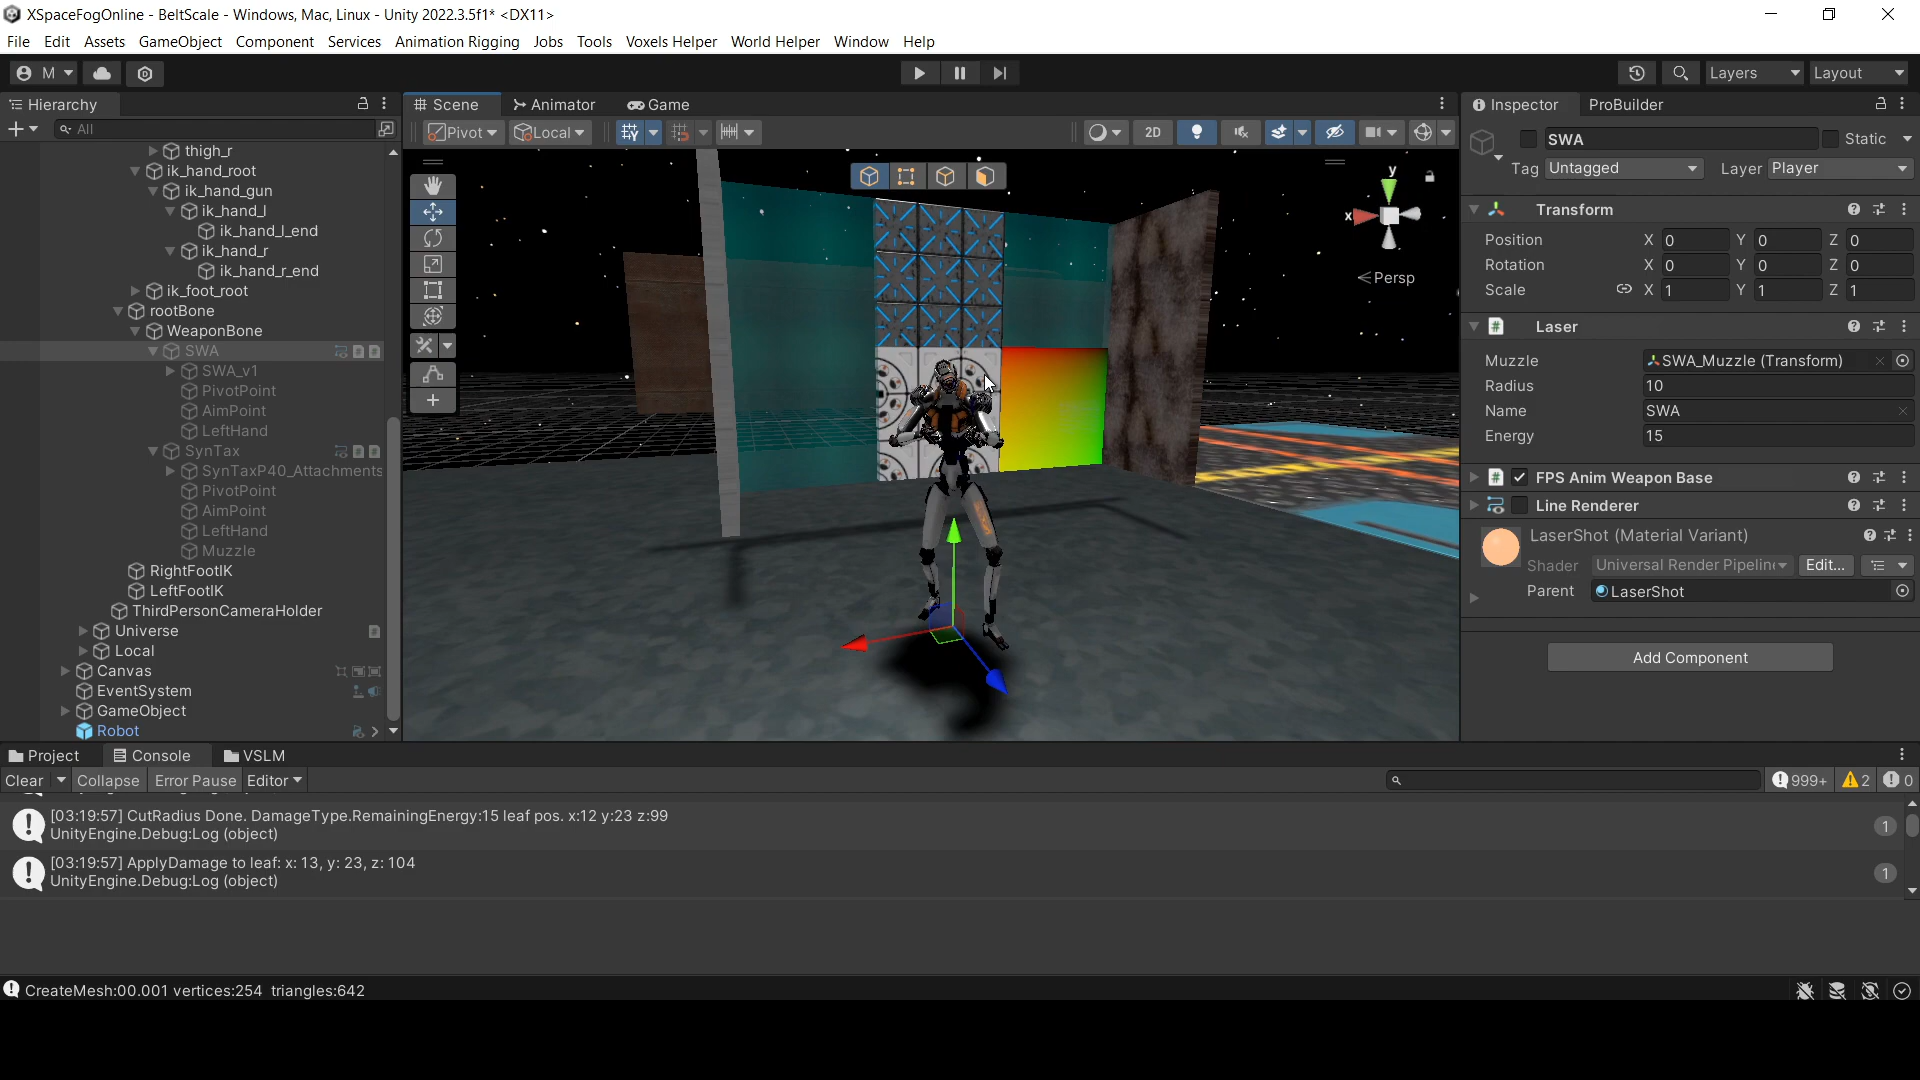 XSpaceFogOnline - BeltScale - Windows, Mac, Linux - Unity 2022.3.5f1* <DX11>
File Edit Assets GameObject Component Services Animation Rigging Jobs Tools Voxels Helper World Helper Window Help
M Layers Layout
Hierarchy
All
thigh_r
ik_hand_root
ik_hand_gun
ik_hand_l
ik_hand_l_end
ik_hand_r
ik_hand_r_end
ik_foot_root
rootBone
WeaponBone
SWA
SWA_v1
PivotPoint
AimPoint
LeftHand
SynTax
SynTaxP40_Attachments
PivotPoint
AimPoint
LeftHand
Muzzle
RightFootIK
LeftFootIK
ThirdPersonCameraHolder
Universe
Local
Canvas
EventSystem
GameObject
Robot
Scene Animator Game
Pivot Local 2D
y
x
Persp
Inspector ProBuilder
SWA Static
Tag Untagged Layer Player
Transform
Position X 0 Y 0 Z 0
Rotation X 0 Y 0 Z 0
Scale X 1 Y 1 Z 1
Laser
Muzzle SWA_Muzzle (Transform)
Radius 10
Name SWA
Energy 15
FPS Anim Weapon Base
Line Renderer
LaserShot (Material Variant)
Shader Universal Render Pipeline Edit...
Parent LaserShot
Add Component
Project Console VSLM
Clear Collapse Error Pause Editor 999+ 2 0
[03:19:57] CutRadius Done. DamageType.RemainingEnergy:15 leaf pos. x:12 y:23 z:99
UnityEngine.Debug:Log (object)
1
[03:19:57] ApplyDamage to leaf: x: 13, y: 23, z: 104
UnityEngine.Debug:Log (object)
1
CreateMesh:00.001 vertices:254 triangles:642